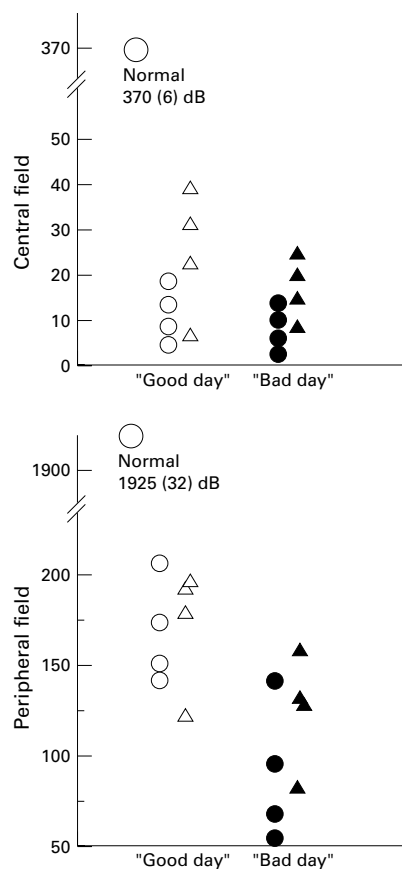 370
Normal
370 (6) dB
Central field
50
40
30
20
10
0
"Good day" "Bad day"
Normal
1900
1925 (32) dB
Peripheral field
200
150
100
50
"Good day" "Bad day"